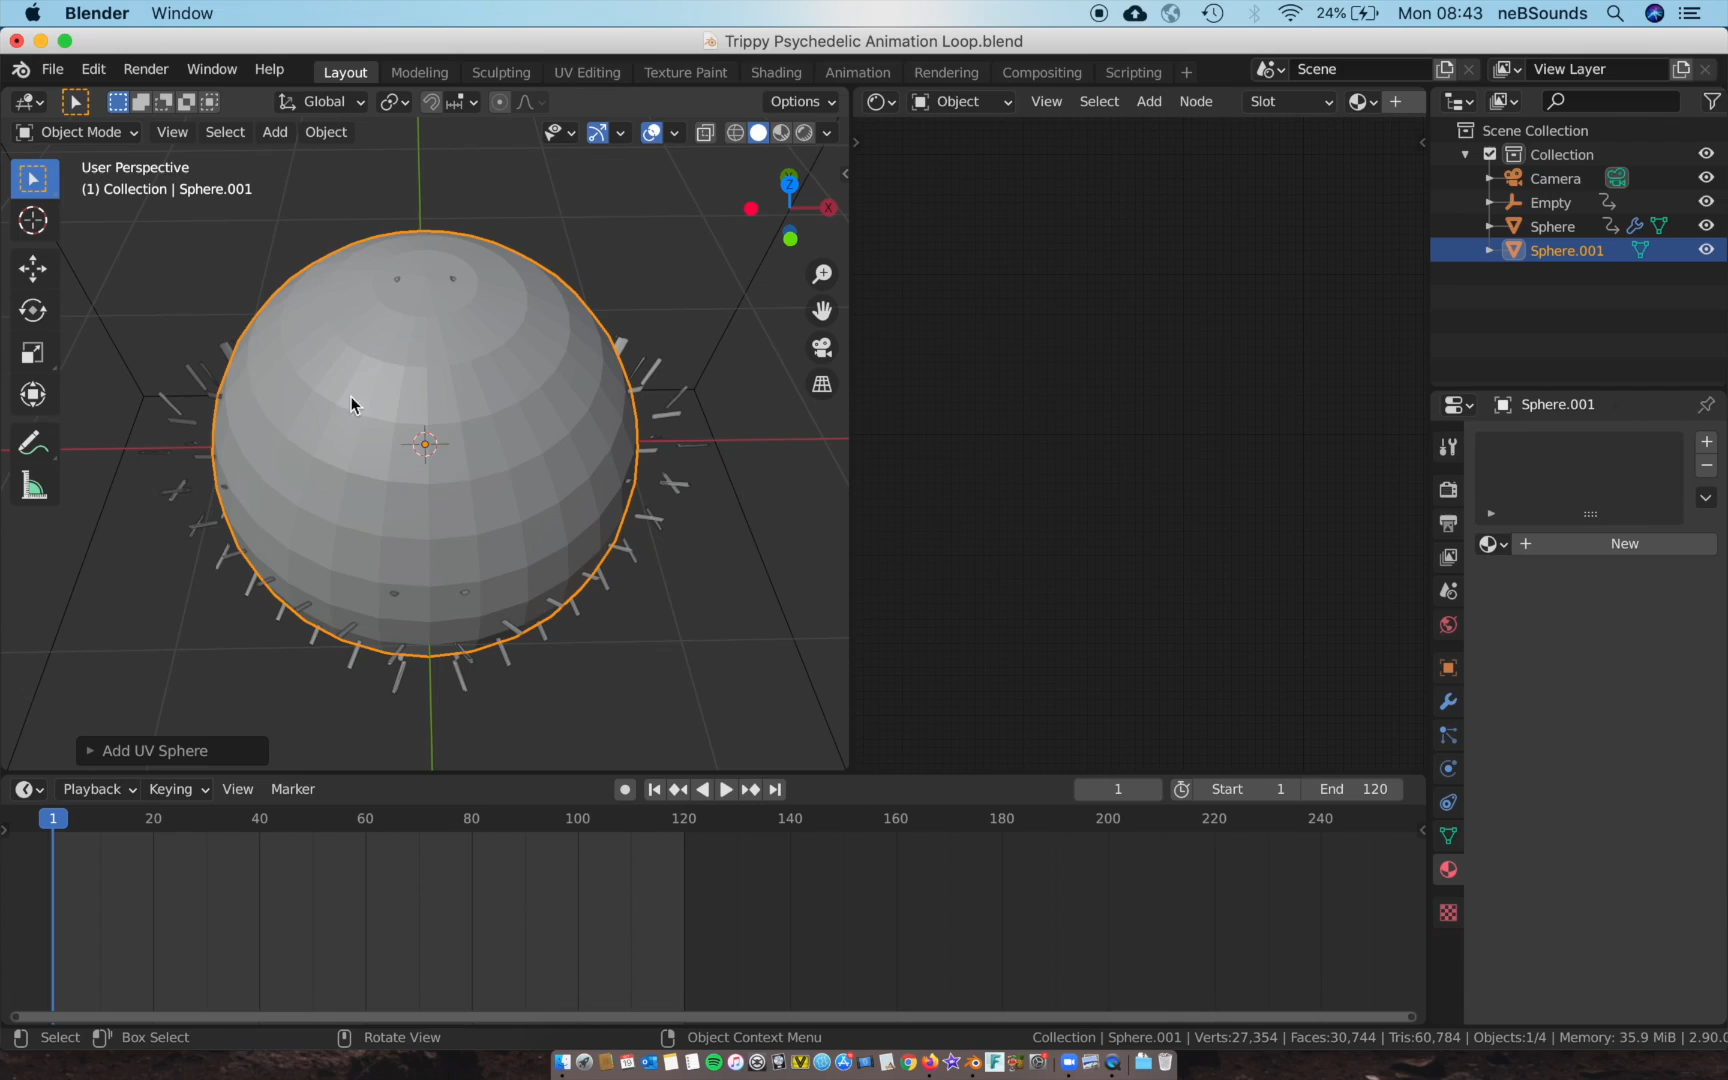 Blender Window 24% Mon 08:43 neBSounds
Trippy Psychedelic Animation Loop.blend
File Edit Render Window Help Layout Modeling Sculpting UV Editing Texture Paint Shading Animation Rendering Compositing Scripting + Scene View Layer
Global Options Object View Select Add Node Slot +
Object Mode View Select Add Object
User Perspective
(1) Collection | Sphere.001
Z
X
Add UV Sphere
Scene Collection
Collection
Camera
Empty
Sphere
Sphere.001
Sphere.001
+ New
Playback Keying View Marker 1 Start 1 End 120
1 20 40 60 80 100 120 140 160 180 200 220 240
Select Box Select Rotate View Object Context Menu Collection | Sphere.001 | Verts:27,354 | Faces:30,744 | Tris:60,784 | Objects:1/4 | Memory: 35.9 MiB | 2.90.